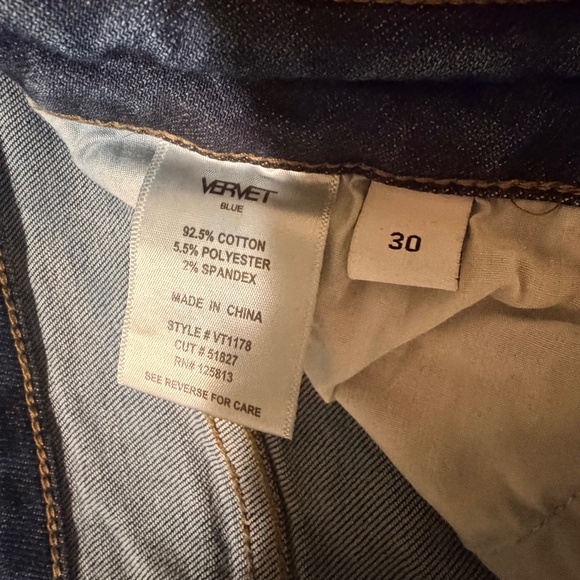 VERVET
BLUE
92.5% COTTON
5.5% POLYESTER
2% SPANDEX
MADE IN CHINA
STYLE # VT1178
CUT # 51827
RN# 125813
SEE REVERSE FOR CARE
30